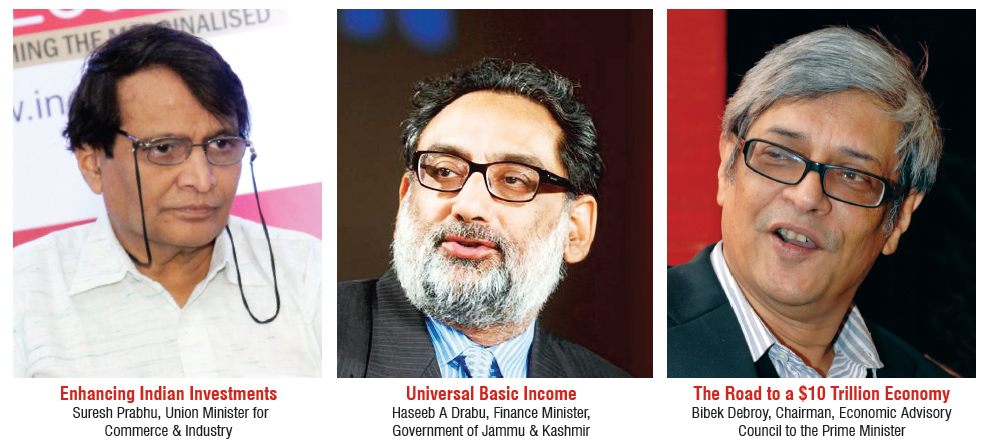 MING THE M
INALISED
w.in
Enhancing Indian Investments
Suresh Prabhu, Union Minister for
Commerce & Industry
Universal Basic Income
Haseeb A Drabu, Finance Minister,
Government of Jammu & Kashmir
The Road to a $10 Trillion Economy
Bibek Debroy, Chairman, Economic Advisory
Council to the Prime Minister